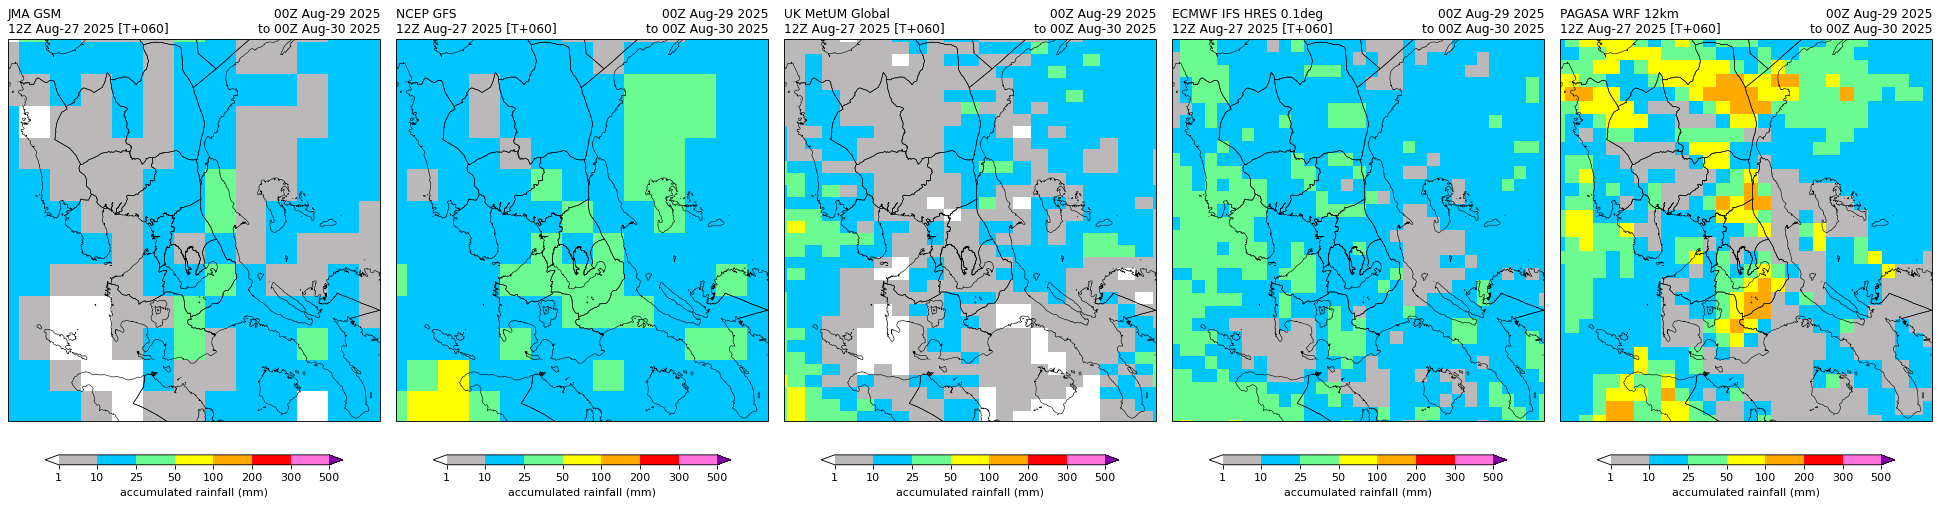 JMA GSM 00Z Aug-29 2025
12Z Aug-27 2025 [T+060] to 00Z Aug-30 2025
1 10 25 50 100 200 300 500
accumulated rainfall (mm)
NCEP GFS 00Z Aug-29 2025
12Z Aug-27 2025 [T+060] to 00Z Aug-30 2025
1 10 25 50 100 200 300 500
accumulated rainfall (mm)
UK MetUM Global 00Z Aug-29 2025
12Z Aug-27 2025 [T+060] to 00Z Aug-30 2025
1 10 25 50 100 200 300 500
accumulated rainfall (mm)
ECMWF IFS HRES 0.1deg 00Z Aug-29 2025
12Z Aug-27 2025 [T+060] to 00Z Aug-30 2025
1 10 25 50 100 200 300 500
accumulated rainfall (mm)
PAGASA WRF 12km 00Z Aug-29 2025
12Z Aug-27 2025 [T+060] to 00Z Aug-30 2025
1 10 25 50 100 200 300 500
accumulated rainfall (mm)